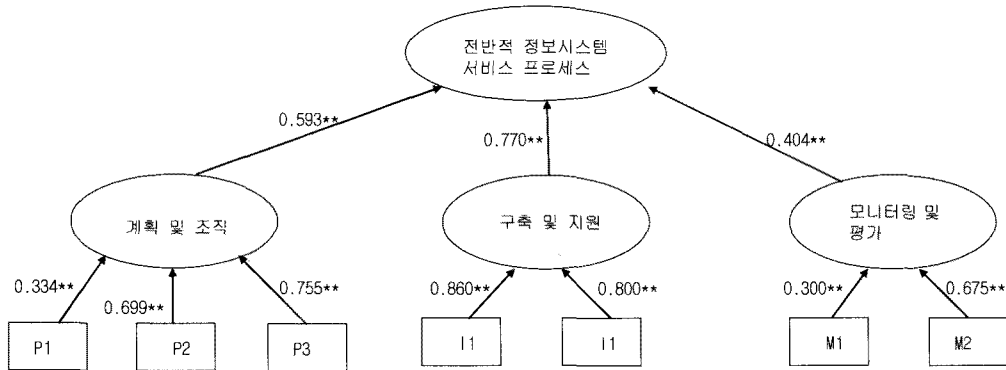 전반적 정보시스템
서비스 프로세스
0.593**
0.770**
0.404**
계획 및 조직
구축 및 지원
모니터링 및
평가
0.334**
0.699**
0.755**
0.860**
0.800**
0.300**
0.675**
P1
P2
P3
I1
I1
M1
M2